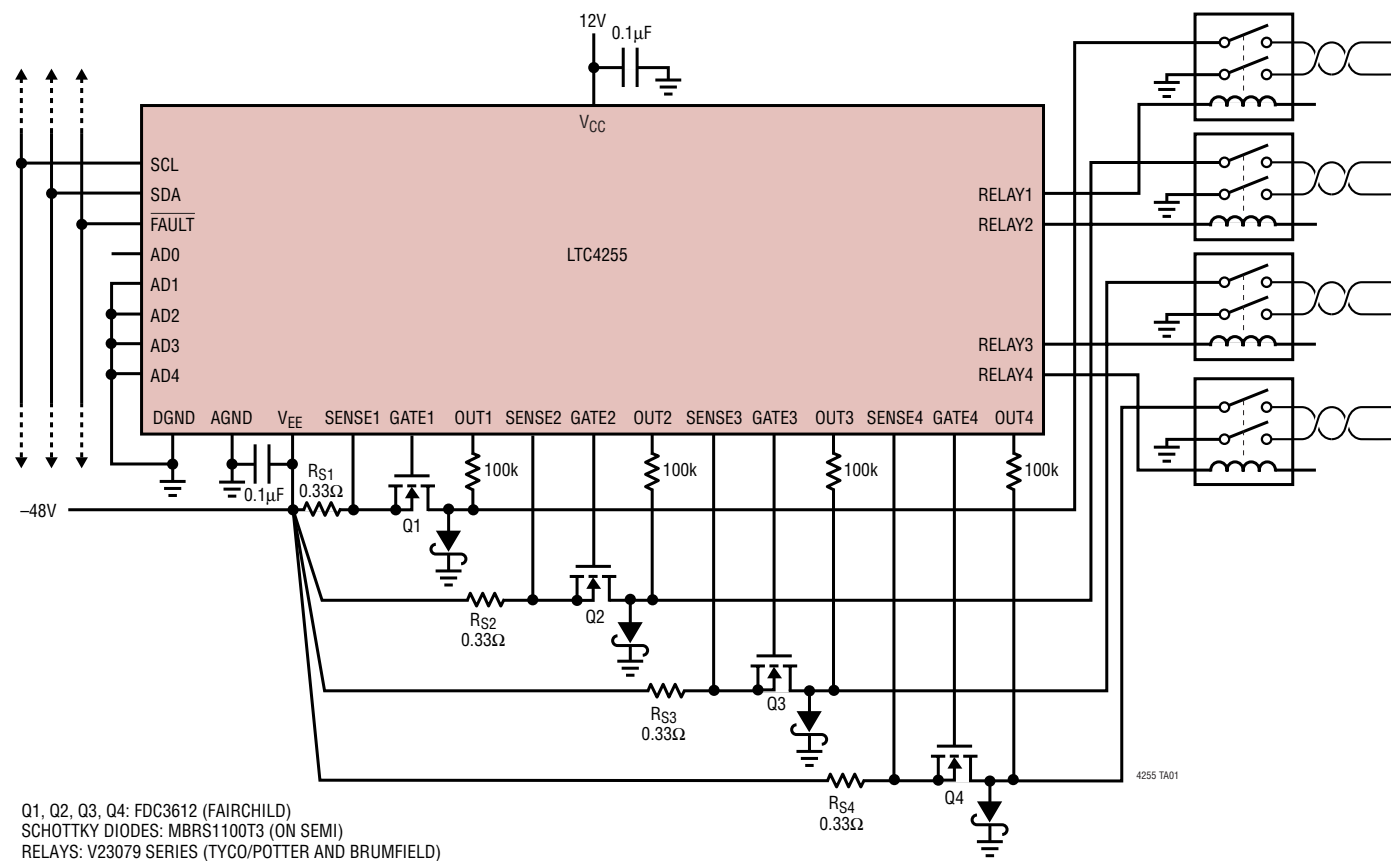 12V
0.1µF
VCC
SCL
SDA
FAULT
AD0
AD1
AD2
AD3
AD4
LTC4255
RELAY1
RELAY2
RELAY3
RELAY4
DGND AGND VEE SENSE1 GATE1 OUT1 SENSE2 GATE2 OUT2 SENSE3 GATE3 OUT3 SENSE4 GATE4 OUT4
0.1µF
RS1
0.33Ω
100k
100k
100k
100k
–48V
Q1
RS2
0.33Ω
Q2
RS3
0.33Ω
Q3
RS4
0.33Ω
Q4
4255 TA01
Q1, Q2, Q3, Q4: FDC3612 (FAIRCHILD)
SCHOTTKY DIODES: MBRS1100T3 (ON SEMI)
RELAYS: V23079 SERIES (TYCO/POTTER AND BRUMFIELD)